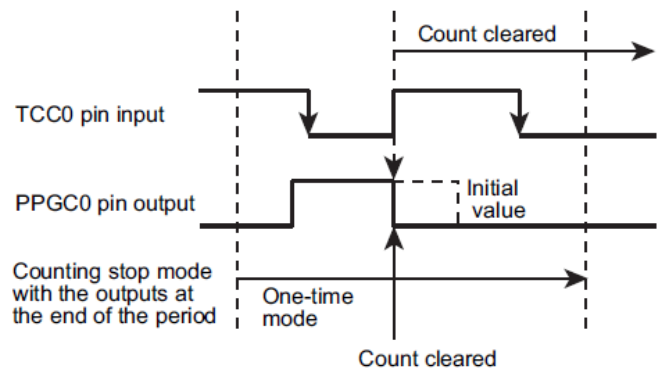 Count cleared
TCC0 pin input
PPGC0 pin output
Initial
value
Counting stop mode
with the outputs at
the end of the period
One-time
mode
Count cleared